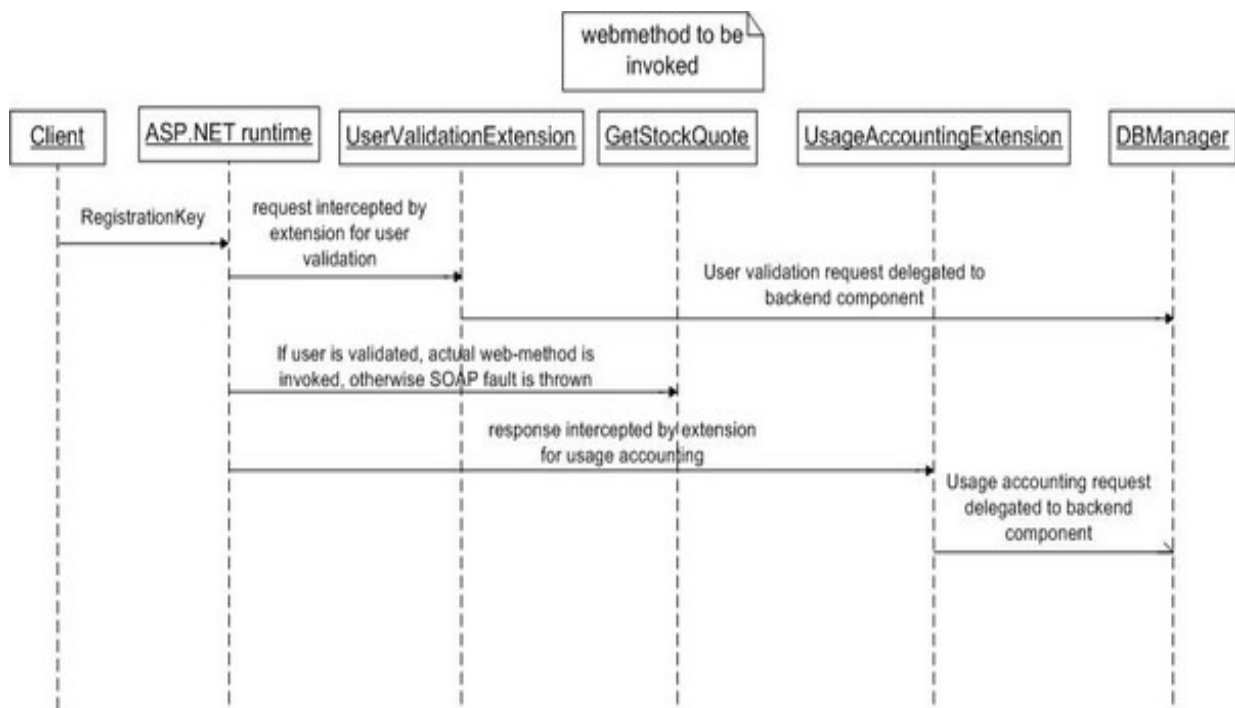 webmethod to be
invoked
Client
ASP.NET runtime
UserValidationExtension
GetStockQuote
UsageAccountingExtension
DBManager
RegistrationKey
request intercepted by
extension for user
validation
User validation request delegated to
backend component
If user is validated, actual web-method is
invoked, otherwise SOAP fault is thrown
response intercepted by extension
for usage accounting
Usage accounting request
delegated to backend
component